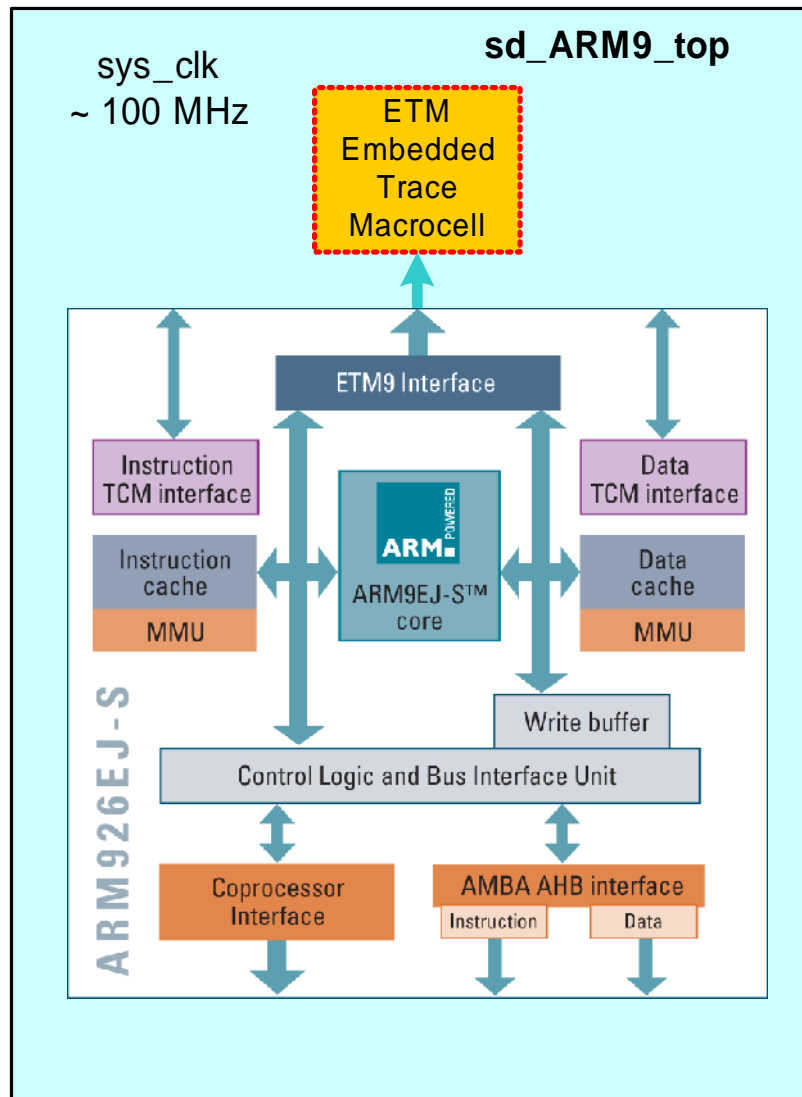 sd_ARM9_top
sys_clk
~ 100 MHz
ETM
Embedded
Trace
Macrocell
ETM9 Interface
Instruction
TCM interface
Data
TCM interface
ARM
POWERED
ARM9EJ-S™
core
Instruction
cache
MMU
Data
cache
MMU
Write buffer
Control Logic and Bus Interface Unit
Coprocessor
Interface
AMBA AHB interface
Instruction
Data
ARM926EJ-S